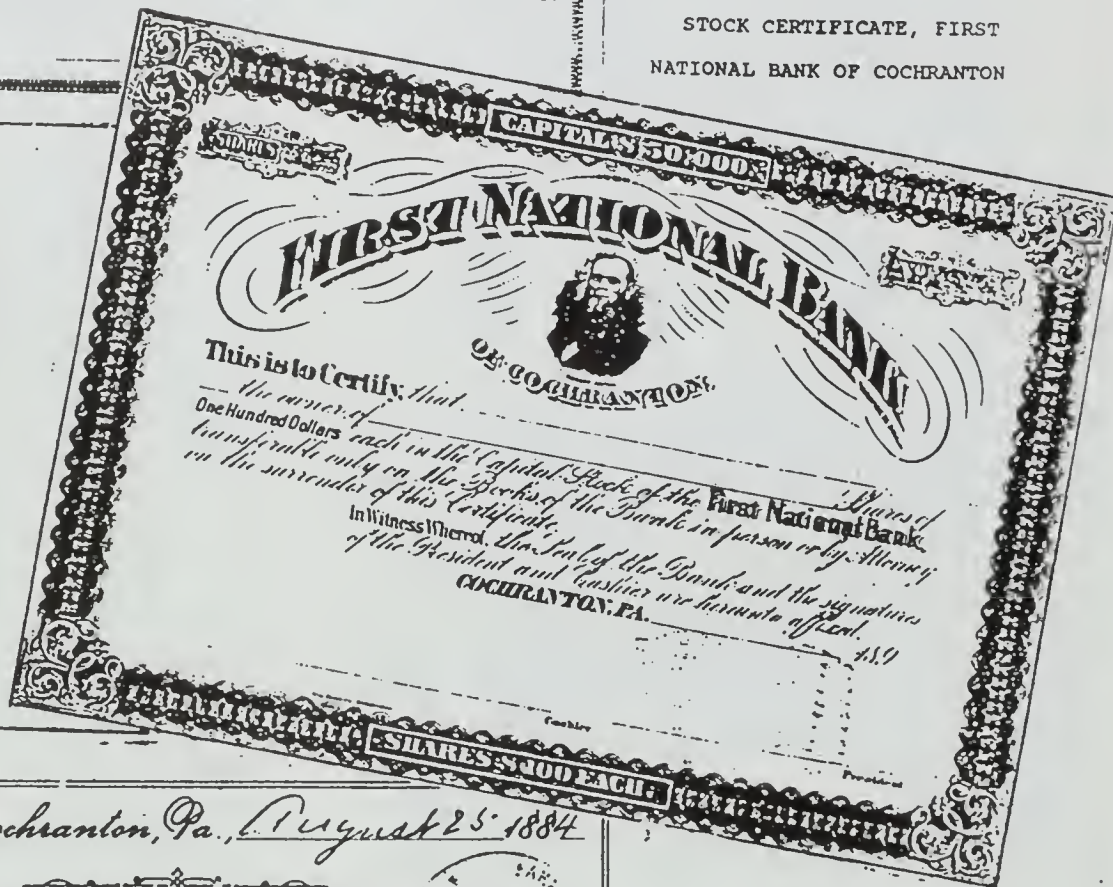 STOCK CERTIFICATE, FIRST
NATIONAL BANK OF COCHRANTON
CAPITAL $50,000
SHARES
FIRST NATIONAL BANK
OF COCHRANTON,
This is to Certify, that
the owner of Shares of
One Hundred Dollars each in the Capital Stock of the First National Bank,
transferable only on the Books of the Bank in person or by Attorney
on the surrender of this Certificate.
In Witness Whereof, the Seal of the Bank and the signatures
of the President and Cashier are hereunto affixed.
COCHRANTON, PA. 189
Cashier
President
SHARES $100 EACH
ochranton, Pa., August 25 1884